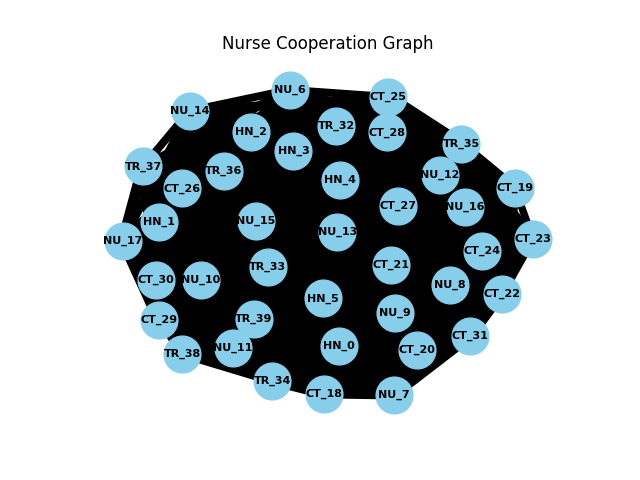 Nurse Cooperation Graph
NU_6
CT_25
NU_14
TR_32
HN_2
CT_28
TR_35
HN_3
TR_37
TR_36
NU_12
HN_4
CT_26
CT_19
CT_27
NU_16
HN_1
NU_15
NU_13
NU_17
CT_23
CT_24
CT_21
TR_33
CT_30
NU_10
NU_8
CT_22
HN_5
NU_9
CT_29
TR_39
CT_31
HN_0
NU_11
CT_20
TR_38
TR_34
CT_18
NU_7